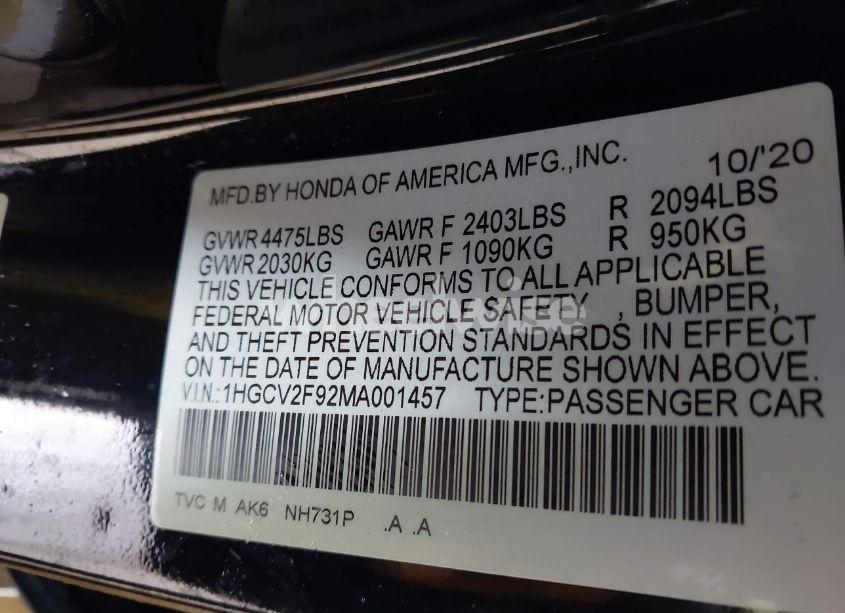 MFD.BY HONDA OF AMERICA MFG.,INC. 10/'20
GVWR 4475LBS GAWR F 2403LBS R 2094LBS
GVWR 2030KG GAWR F 1090KG R 950KG
THIS VEHICLE CONFORMS TO ALL APPLICABLE
FEDERAL MOTOR VEHICLE SAFETY , BUMPER,
AND THEFT PREVENTION STANDARDS IN EFFECT
ON THE DATE OF MANUFACTURE SHOWN ABOVE.
V.I.N.: 1HGCV2F92MA001457 TYPE:PASSENGER CAR
TVC M AK6 NH731P .A .A